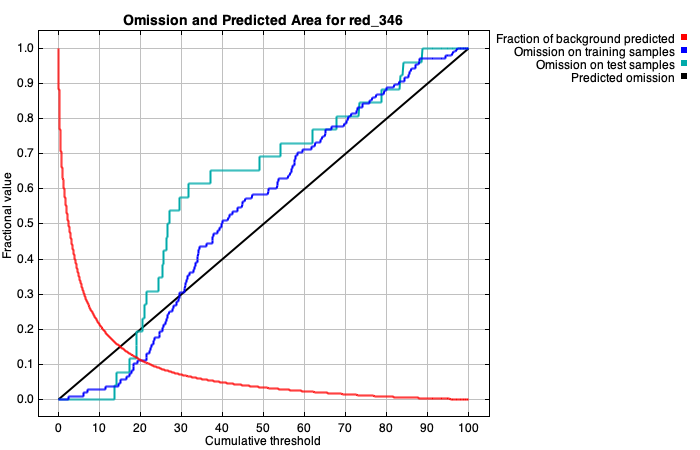 Omission and Predicted Area for red_346
Fraction of background predicted
Omission on training samples
Omission on test samples
Predicted omission
1.0
0.9
0.8
0.7
0.6
0.5
0.4
0.3
0.2
0.1
0.0
Fractional value
0 10 20 30 40 50 60 70 80 90 100
Cumulative threshold